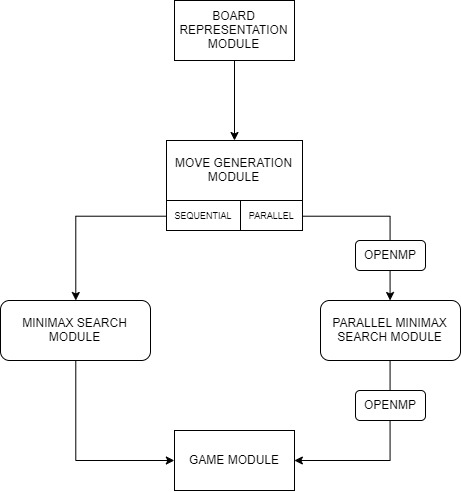 BOARD
REPRESENTATION
MODULE
MOVE GENERATION
MODULE
SEQUENTIAL
PARALLEL
OPENMP
MINIMAX SEARCH
MODULE
PARALLEL MINIMAX
SEARCH MODULE
OPENMP
GAME MODULE